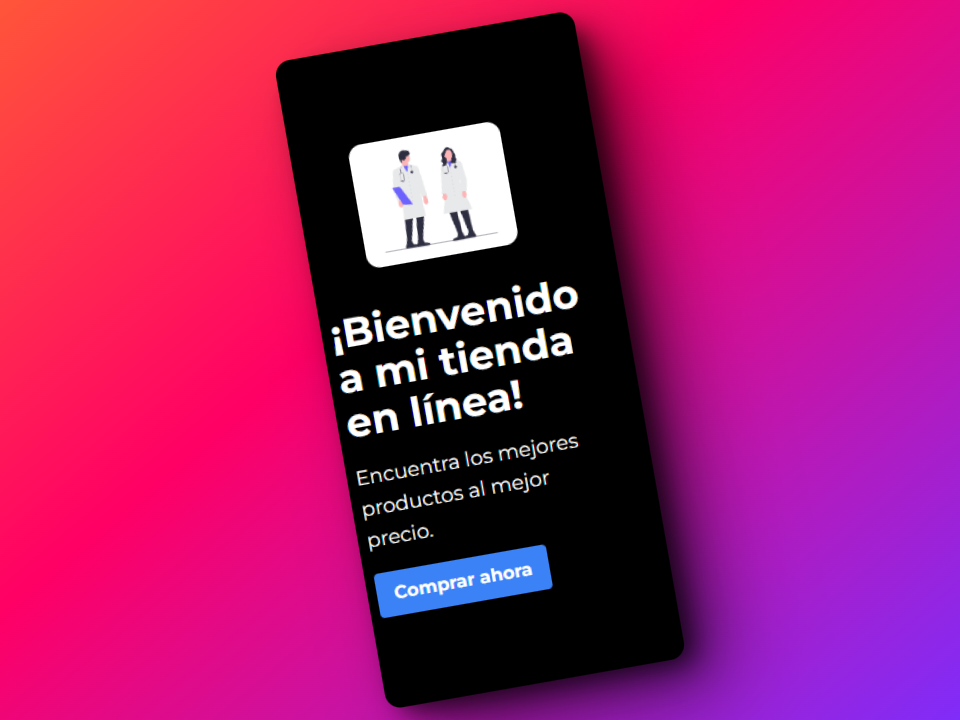 ¡Bienvenido
a mi tienda
en línea!
Encuentra los mejores
productos al mejor
precio.
Comprar ahora